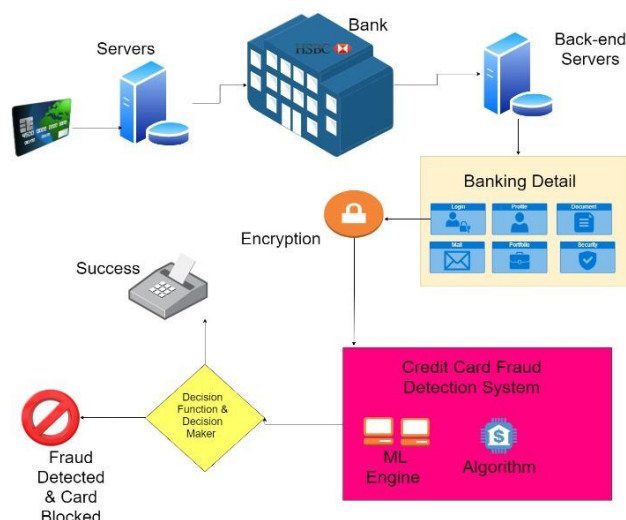 Bank
Servers
Back-end
Servers
HSBC
Banking Detail
Login
Profile
Document
Mail
Portfolio
Security
Encryption
Success
Credit Card Fraud
Detection System
Decision
Function &
Decision
Maker
ML
Engine
Algorithm
Fraud
Detected
& Card
Blocked